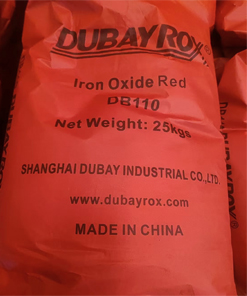 DUBAYROX®
Iron Oxide Red
DB110
Net Weight: 25kgs
SHANGHAI DUBAY INDUSTRIAL CO.,LTD.
www.dubayrox.com
MADE IN CHINA